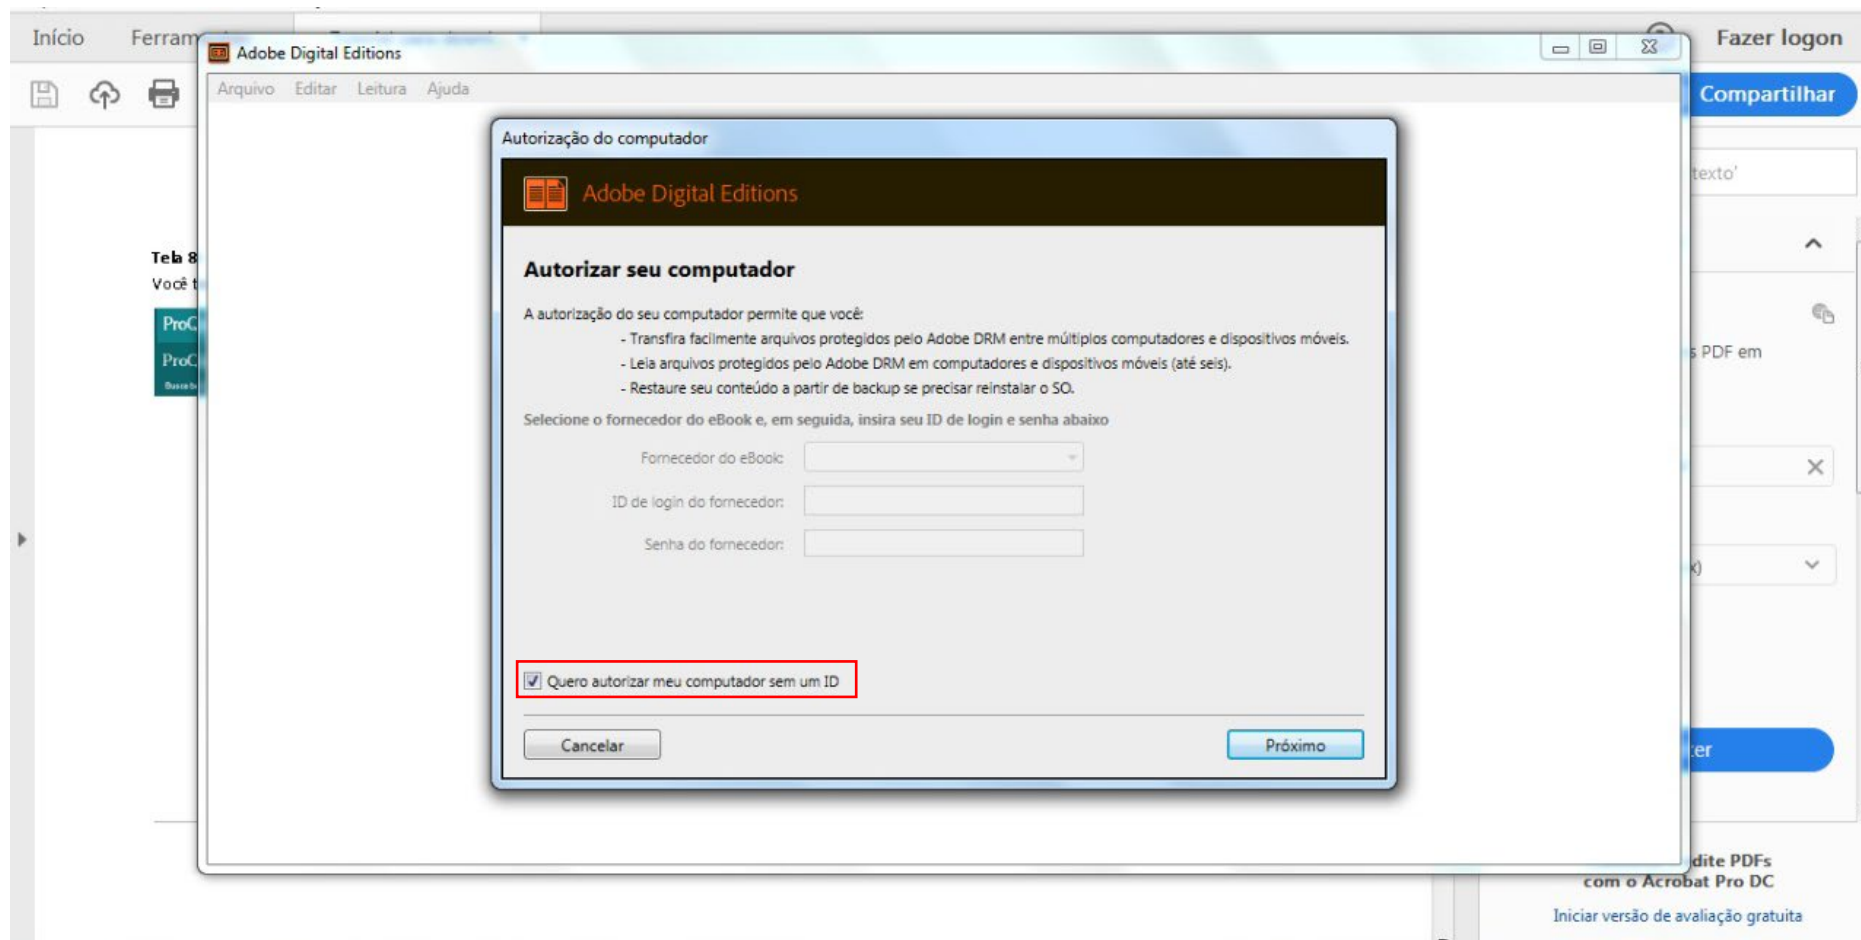 Início
Fazer logon
Adobe Digital Editions
Arquivo Editar Leitura Ajuda
Compartilhar
Autorização do computador
Adobe Digital Editions
texto'
Tela 8
Você
Autorizar seu computador
A autorização do seu computador permite que você:
- Transfira facilmente arquivos protegidos pelo Adobe DRM entre múltiplos computadores e dispositivos móveis.
- Leia arquivos protegidos pelo Adobe DRM em computadores e dispositivos móveis (até seis).
- Restaure seu conteúdo a partir de backup se precisar reinstalar o SO.
PDF em
Selecione o fornecedor do eBook e, em seguida, insira seu ID de login e senha abaixo
Fornecedor do eBook:
ID de login do fornecedor:
Senha do fornecedor:
Quero autorizar meu computador sem um ID
Cancelar Próximo
dite PDFs
com o Acrobat Pro DC
Iniciar versão de avaliação gratuita